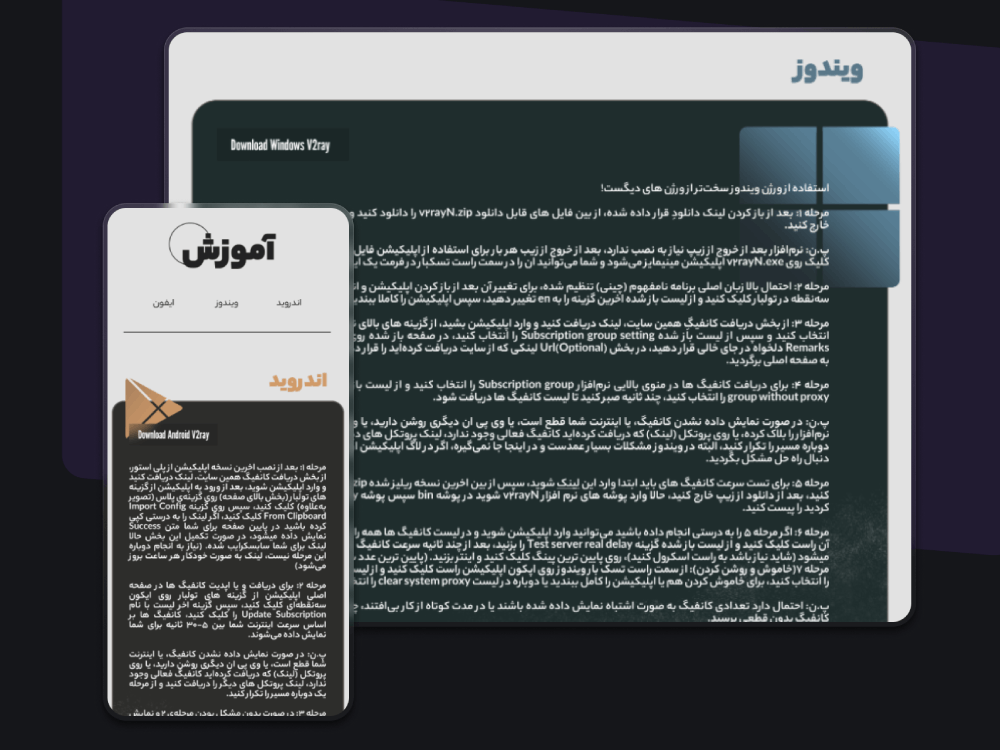 ویندوز
Download Windows V2ray
استفاده از ورژن ویندوز سخت‌تر از ورژن های دیگست!
مرحله ۱: بعد از باز کردن لینک دانلود قرار داده شده، از بین فایل های قابل دانلود v2rayN.zip را دانلود کنید و
خارج کنید.
پ.ن: نرم‌افزار بعد از خروج از زیپ نیاز به نصب ندارد، بعد از خروج از زیپ هر بار برای استفاده از اپلیکیشن فایل
کلیک روی v2rayN.exe اپلیکیشن مینیمایز می‌شود و شما می‌توانید آن را در سمت راست تسکبار در فرمت یک
مرحله ۲: احتمال بالا زبان اصلی برنامه نامفهوم (چینی) تنظیم شده، برای تغییر آن بعد از باز کردن اپلیکیشن و
سه‌نقطه در تولبار کلیک کنید و از لیست باز شده آخرین گزینه را به en تغییر دهید، سپس اپلیکیشن را کاملا
مرحله ۳: از بخش دریافت کانفیگ همین سایت، لینک دریافت کنید و وارد اپلیکیشن بشید، از گزینه های بالای
انتخاب کنید و سپس از لیست باز شده Subscription group setting را انتخاب کنید، در صفحه باز شده
Remarks دلخواه در جای خالی قرار دهید، در بخش Url(Optional) لینکی که از سایت دریافت کرده‌اید را قرار
به صفحه اصلی برگردید.
مرحله ۴: برای دریافت کانفیگ ها در منوی بالایی نرم‌افزار Subscription group را انتخاب کنید و از لیست
group without proxy را انتخاب کنید، چند ثانیه صبر کنید تا لیست کانفیگ ها دریافت شود.
پ.ن: در صورت نمایش داده نشدن کانفیگ، یا اینترنت شما قطع است، یا وی پی ان دیگری روشن دارید، یا
نرم‌افزار را بلاک کرده، یا روی پروتکل (لینک) که دریافت کرده‌اید کانفیگ فعالی وجود ندارد، لینک پروتکل های
دوباره مسیر را تکرار کنید، البته در ویندوز مشکلات بسیار عمدست و در اینجا جا نمی‌گیره، اگر در لاگ اپلیکیشن
دنبال راه حل مشکل بگردید.
مرحله ۵: برای تست سرعت کانفیگ های باید ابتدا وارد این لینک شوید، سپس از بین آخرین نسخه ریلیز شده zip
کنید، بعد از دانلود از زیپ خارج کنید، حالا وارد پوشه های نرم افزار v2rayN شوید در پوشه bin سپس پوشه
کردید را پیست کنید.
مرحله ۶: اگر مرحله ۵ را به درستی انجام داده باشید می‌توانید وارد اپلیکیشن شوید و در لیست کانفیگ ها همه را
آن راست کلیک کنید و از لیست باز شده گزینه Test server real delay را بزنید، بعد از چند ثانیه سرعت کانفیگ
میشود (شاید نیاز باشد به راست اسکرول کنید)، روی پایین ترین پینگ کلیک کنید و اینتر بزنید. (پایین ترین عدد
مرحله ۷(خاموش و روشن کردن): از سمت راست تسک بار ویندوز روی آیکون اپلیکیشن راست کلیک کنید و از
را انتخاب کنید، برای خاموش کردن هم یا اپلیکیشن را کامل ببندید یا دوباره در لیست clear system proxy را
پ.ن: احتمال دارد تعدادی کانفیگ به صورت اشتباه نمایش داده شده باشند یا در مدت کوتاه از کار بی‌افتند،
کانفیگ بدون قطعی برسید.
آموزش
اندروید ویندوز آیفون
اندروید
Download Android V2ray
مرحله ۱: بعد از نصب آخرین نسخه اپلیکیشن از پلی استور،
از بخش دریافت کانفیگ همین سایت، لینک دریافت کنید
و وارد اپلیکیشن شوید، بعد از ورود به اپلیکیشن از گزینه
های تولبار (بخش بالای صفحه) روی گزینه‌ی پلاس (تصویر
به‌علاوه) کلیک کنید، سپس روی گزینه Import Config
From Clipboard کلیک کنید، اگر لینک را به درستی کپی
کرده باشید در پایین صفحه برای شما متن Success
نمایش داده میشود، در صورت تکمیل این بخش حالا
لینک برای شما سابسکرایب شده. (نیاز به انجام دوباره
این مرحله نیست، لینک به صورت خودکار هر ساعت بروز
می‌شود)
مرحله ۲: برای دریافت و یا آپدیت کانفیگ ها در صفحه
اصلی اپلیکیشن از گزینه های تولبار روی آیکون
سه‌نقطه‌ای کلیک کنید، سپس گزینه آخر لیست با نام
Update Subscription را کلیک کنید، کانفیگ ها بر
اساس سرعت اینترنت شما بین ۵-۳۰ ثانیه برای شما
نمایش داده می‌شوند.
پ.ن: در صورت نمایش داده نشدن کانفیگ، یا اینترنت
شما قطع است، یا وی پی ان دیگری روشن دارید، یا روی
پروتکل (لینک) که دریافت کرده‌اید کانفیگ فعالی وجود
ندارد، لینک پروتکل های دیگر را دریافت کنید و از مرحله
یک دوباره مسیر را تکرار کنید.
مرحله ۳: در صورت بدون مشکل بودن مرحله‌ی ۲ و نمایش